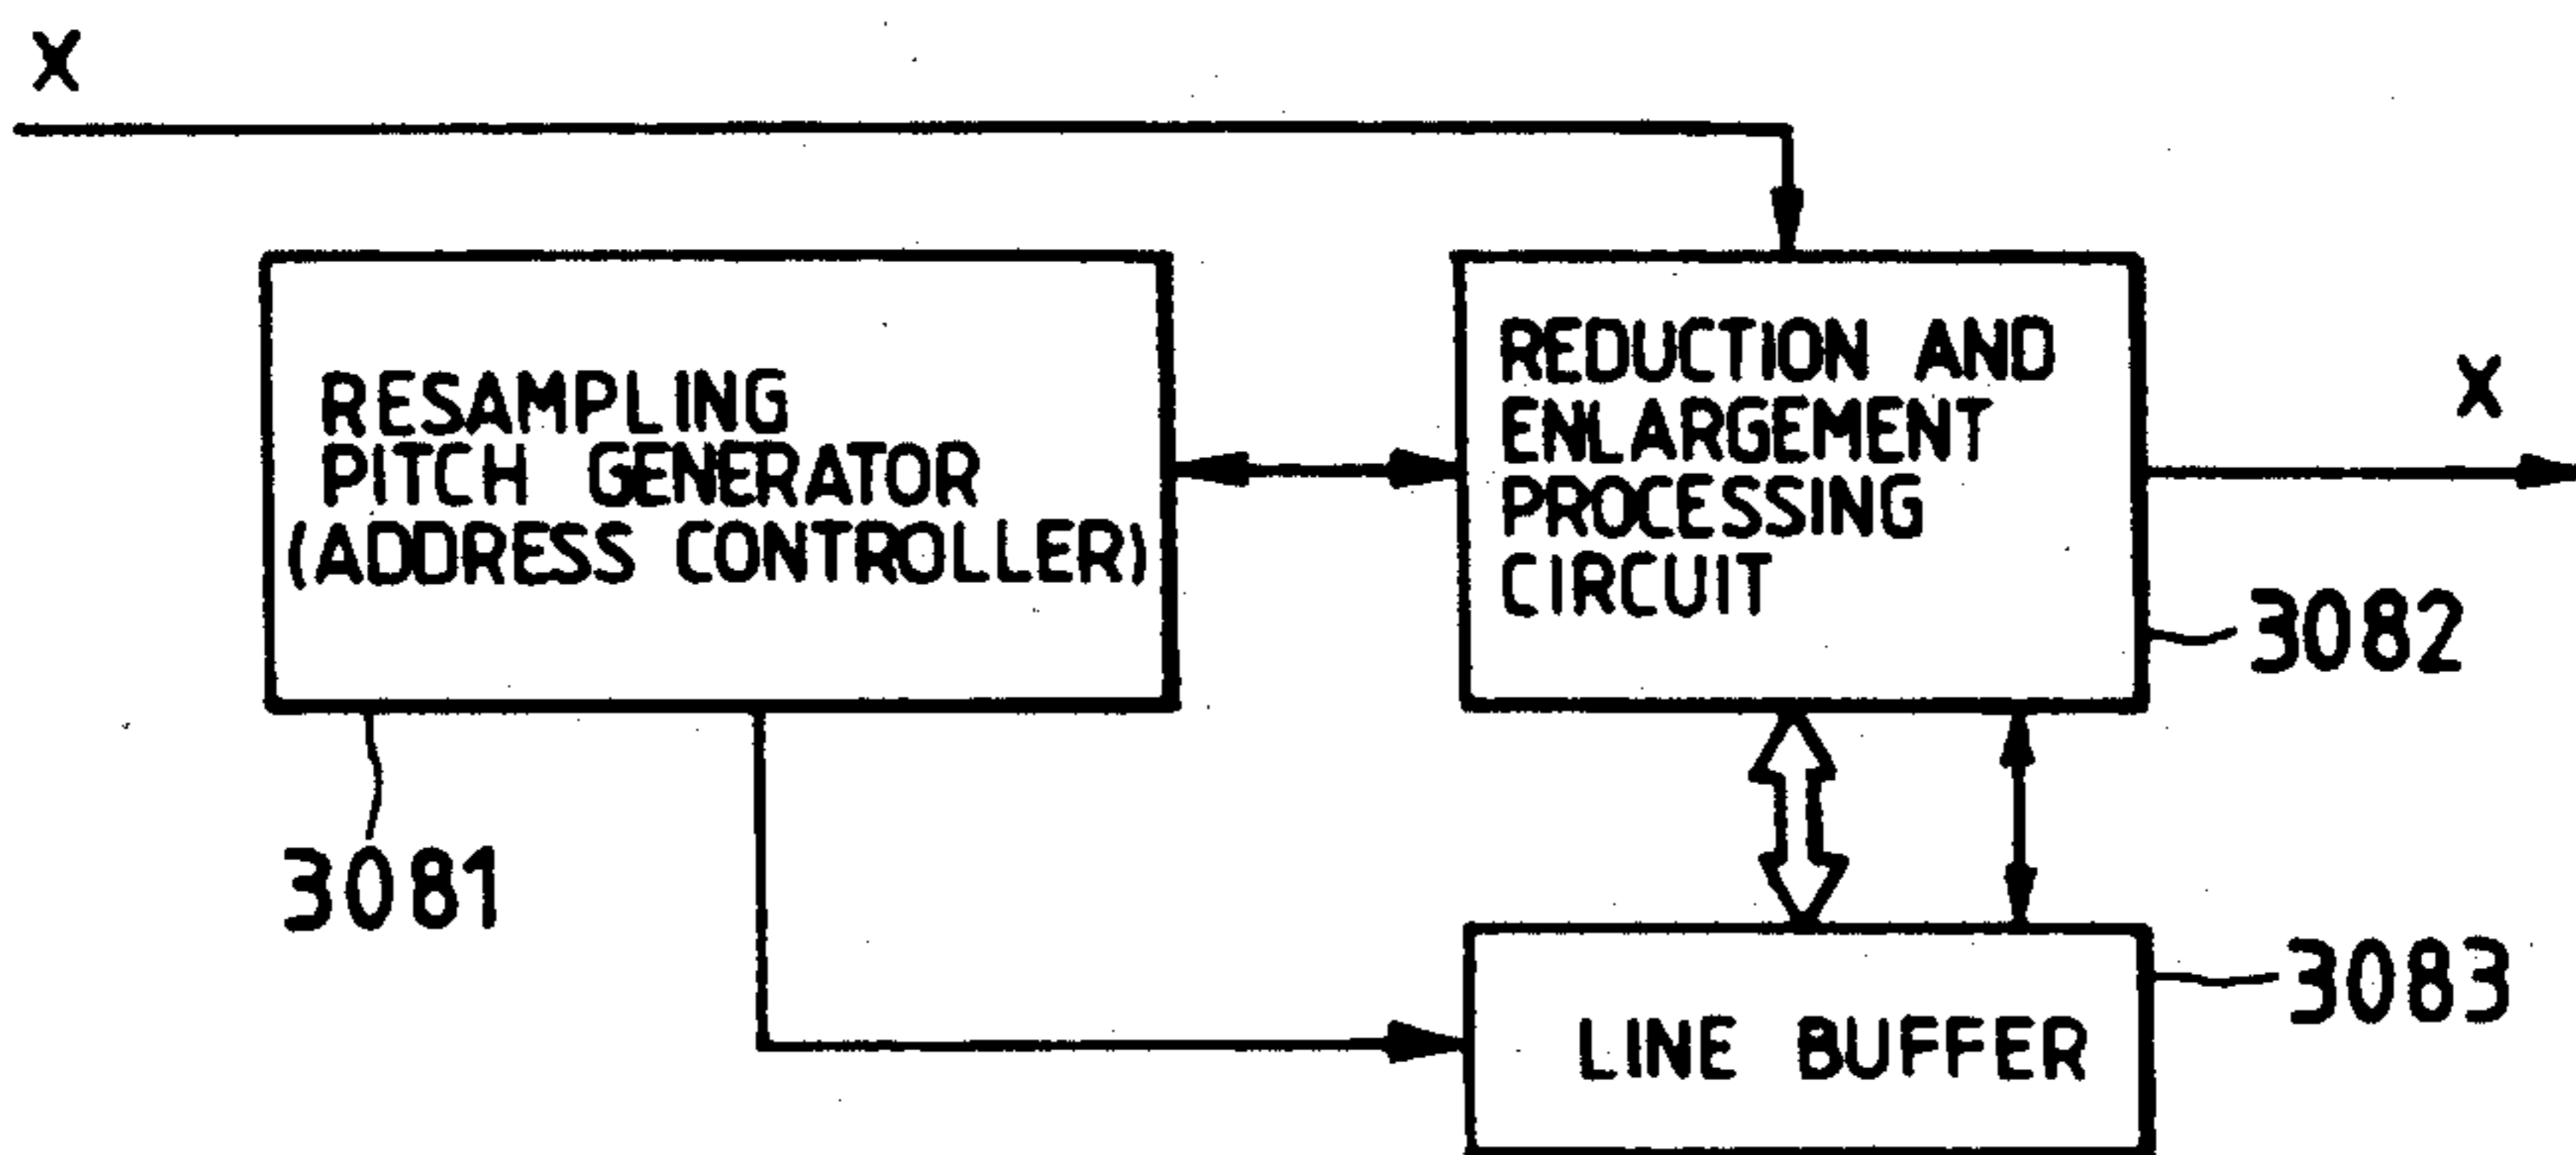 X
RESAMPLING
PITCH GENERATOR
(ADDRESS CONTROLLER)
REDUCTION AND
ENLARGEMENT
PROCESSING
CIRCUIT
X
3082
3081
3083
LINE BUFFER